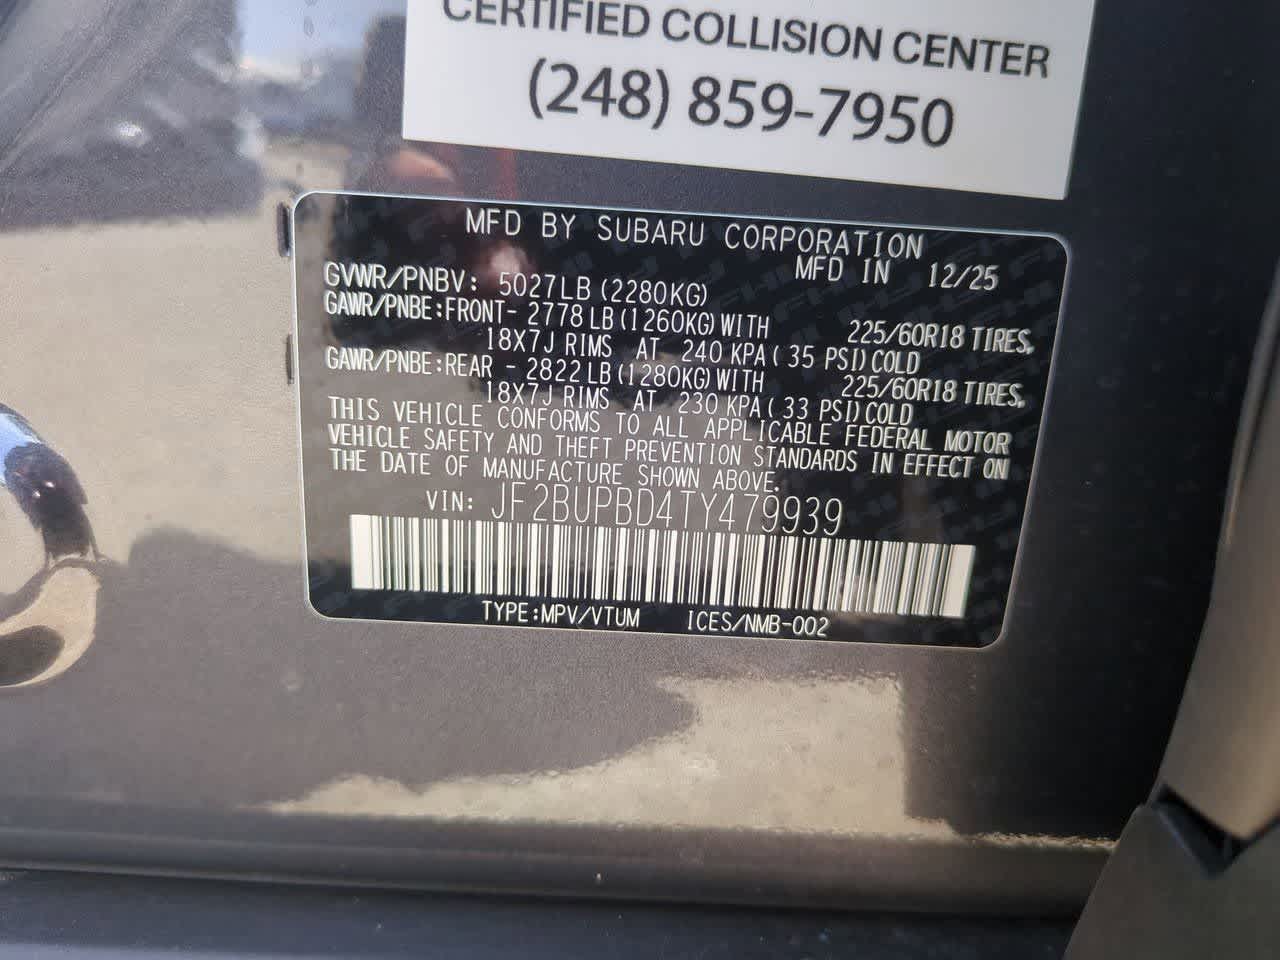 CERTIFIED COLLISION CENTER
(248) 859-7950
MFD BY SUBARU CORPORATION
MFD IN 12/25
GVWR/PNBV: 5027LB (2280KG)
GAWR/PNBE:FRONT- 2778 LB (1260KG) WITH 225/60R18 TIRES,
18X7J RIMS AT 240 KPA ( 35 PSI) COLD
GAWR/PNBE:REAR - 2822 LB (1280KG) WITH 225/60R18 TIRES,
18X7J RIMS AT 230 KPA ( 33 PSI) COLD
THIS VEHICLE CONFORMS TO ALL APPLICABLE FEDERAL MOTOR
VEHICLE SAFETY AND THEFT PREVENTION STANDARDS IN EFFECT ON
THE DATE OF MANUFACTURE SHOWN ABOVE.
VIN: JF2BUPBD4TY479939
TYPE:MPV/VTUM ICES/NMB-002